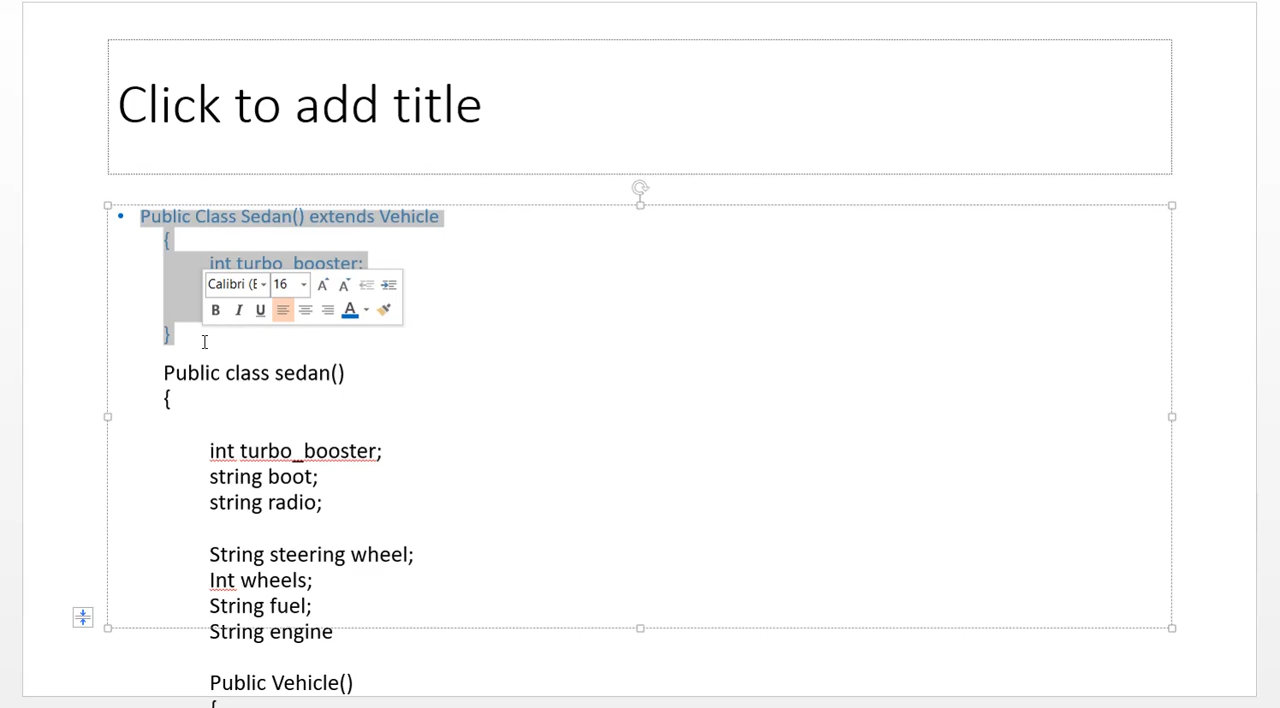 Click to add title
• Public Class Sedan() extends Vehicle
{
int turbo_booster;
Calibri (E 16 A A
B I U A
}
Public class sedan()
{
int turbo_booster;
string boot;
string radio;
String steering wheel;
Int wheels;
String fuel;
String engine
Public Vehicle()
{